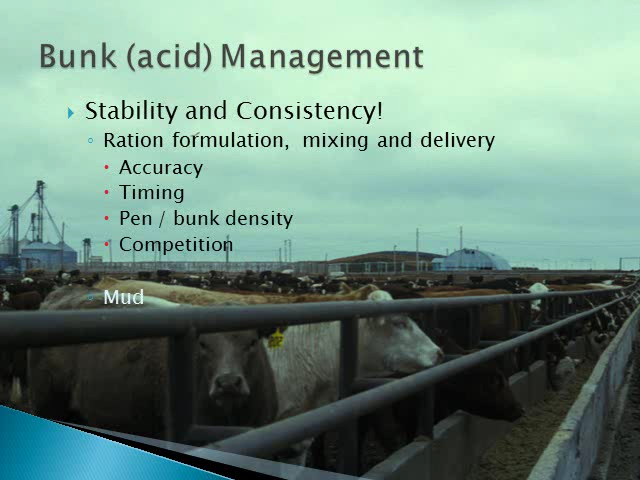 Bunk (acid) Management
Stability and Consistency!
Ration formulation, mixing and delivery
Accuracy
Timing
Pen / bunk density
Competition
Mud